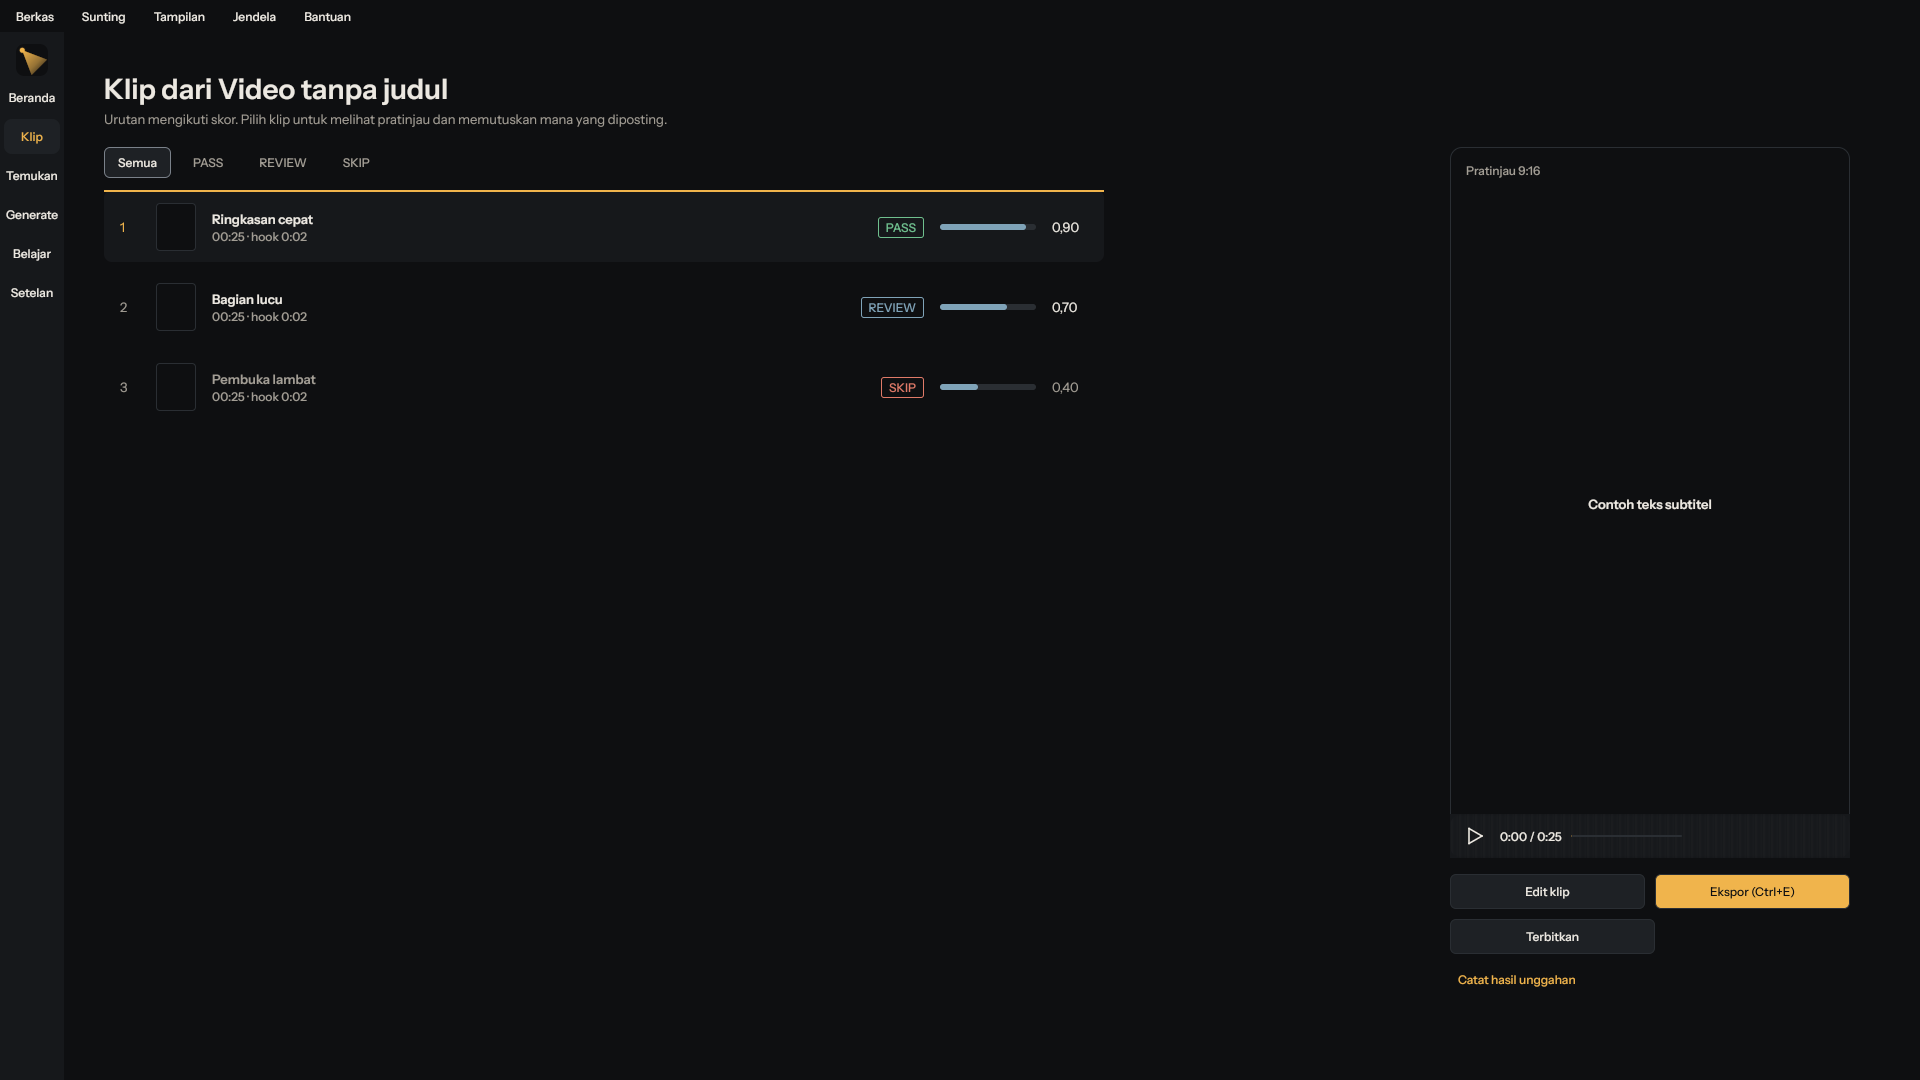 Berkas Sunting Tampilan Jendela Bantuan
Beranda
Klip
Temukan
Generate
Belajar
Setelan
Klip dari Video tanpa judul
Urutan mengikuti skor. Pilih klip untuk melihat pratinjau dan memutuskan mana yang diposting.
Semua PASS REVIEW SKIP
1 Ringkasan cepat PASS 0,90
00:25 · hook 0:02
2 Bagian lucu REVIEW 0,70
00:25 · hook 0:02
3 Pembuka lambat SKIP 0,40
00:25 · hook 0:02
Pratinjau 9:16
Contoh teks subtitel
0:00 / 0:25
Edit klip Ekspor (Ctrl+E)
Terbitkan
Catat hasil unggahan